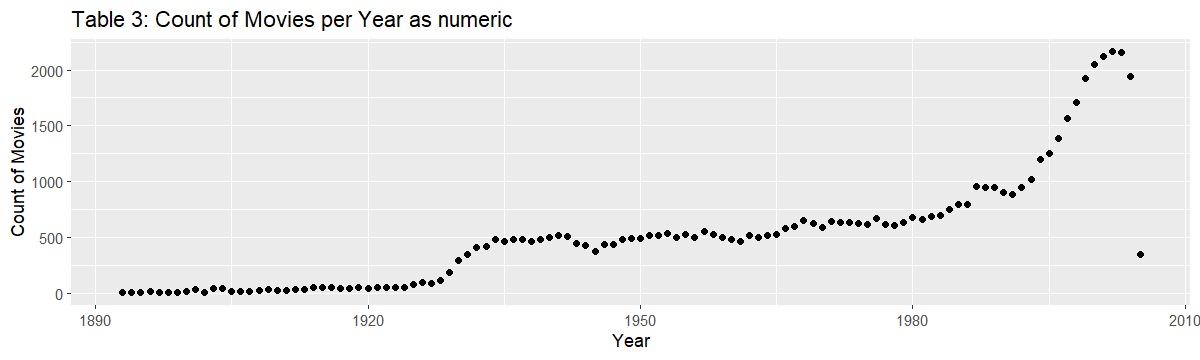 Table 3: Count of Movies per Year as numeric
Count of Movies
2000
1500
1000
500
0
1890 1920 1950 1980 2010
Year